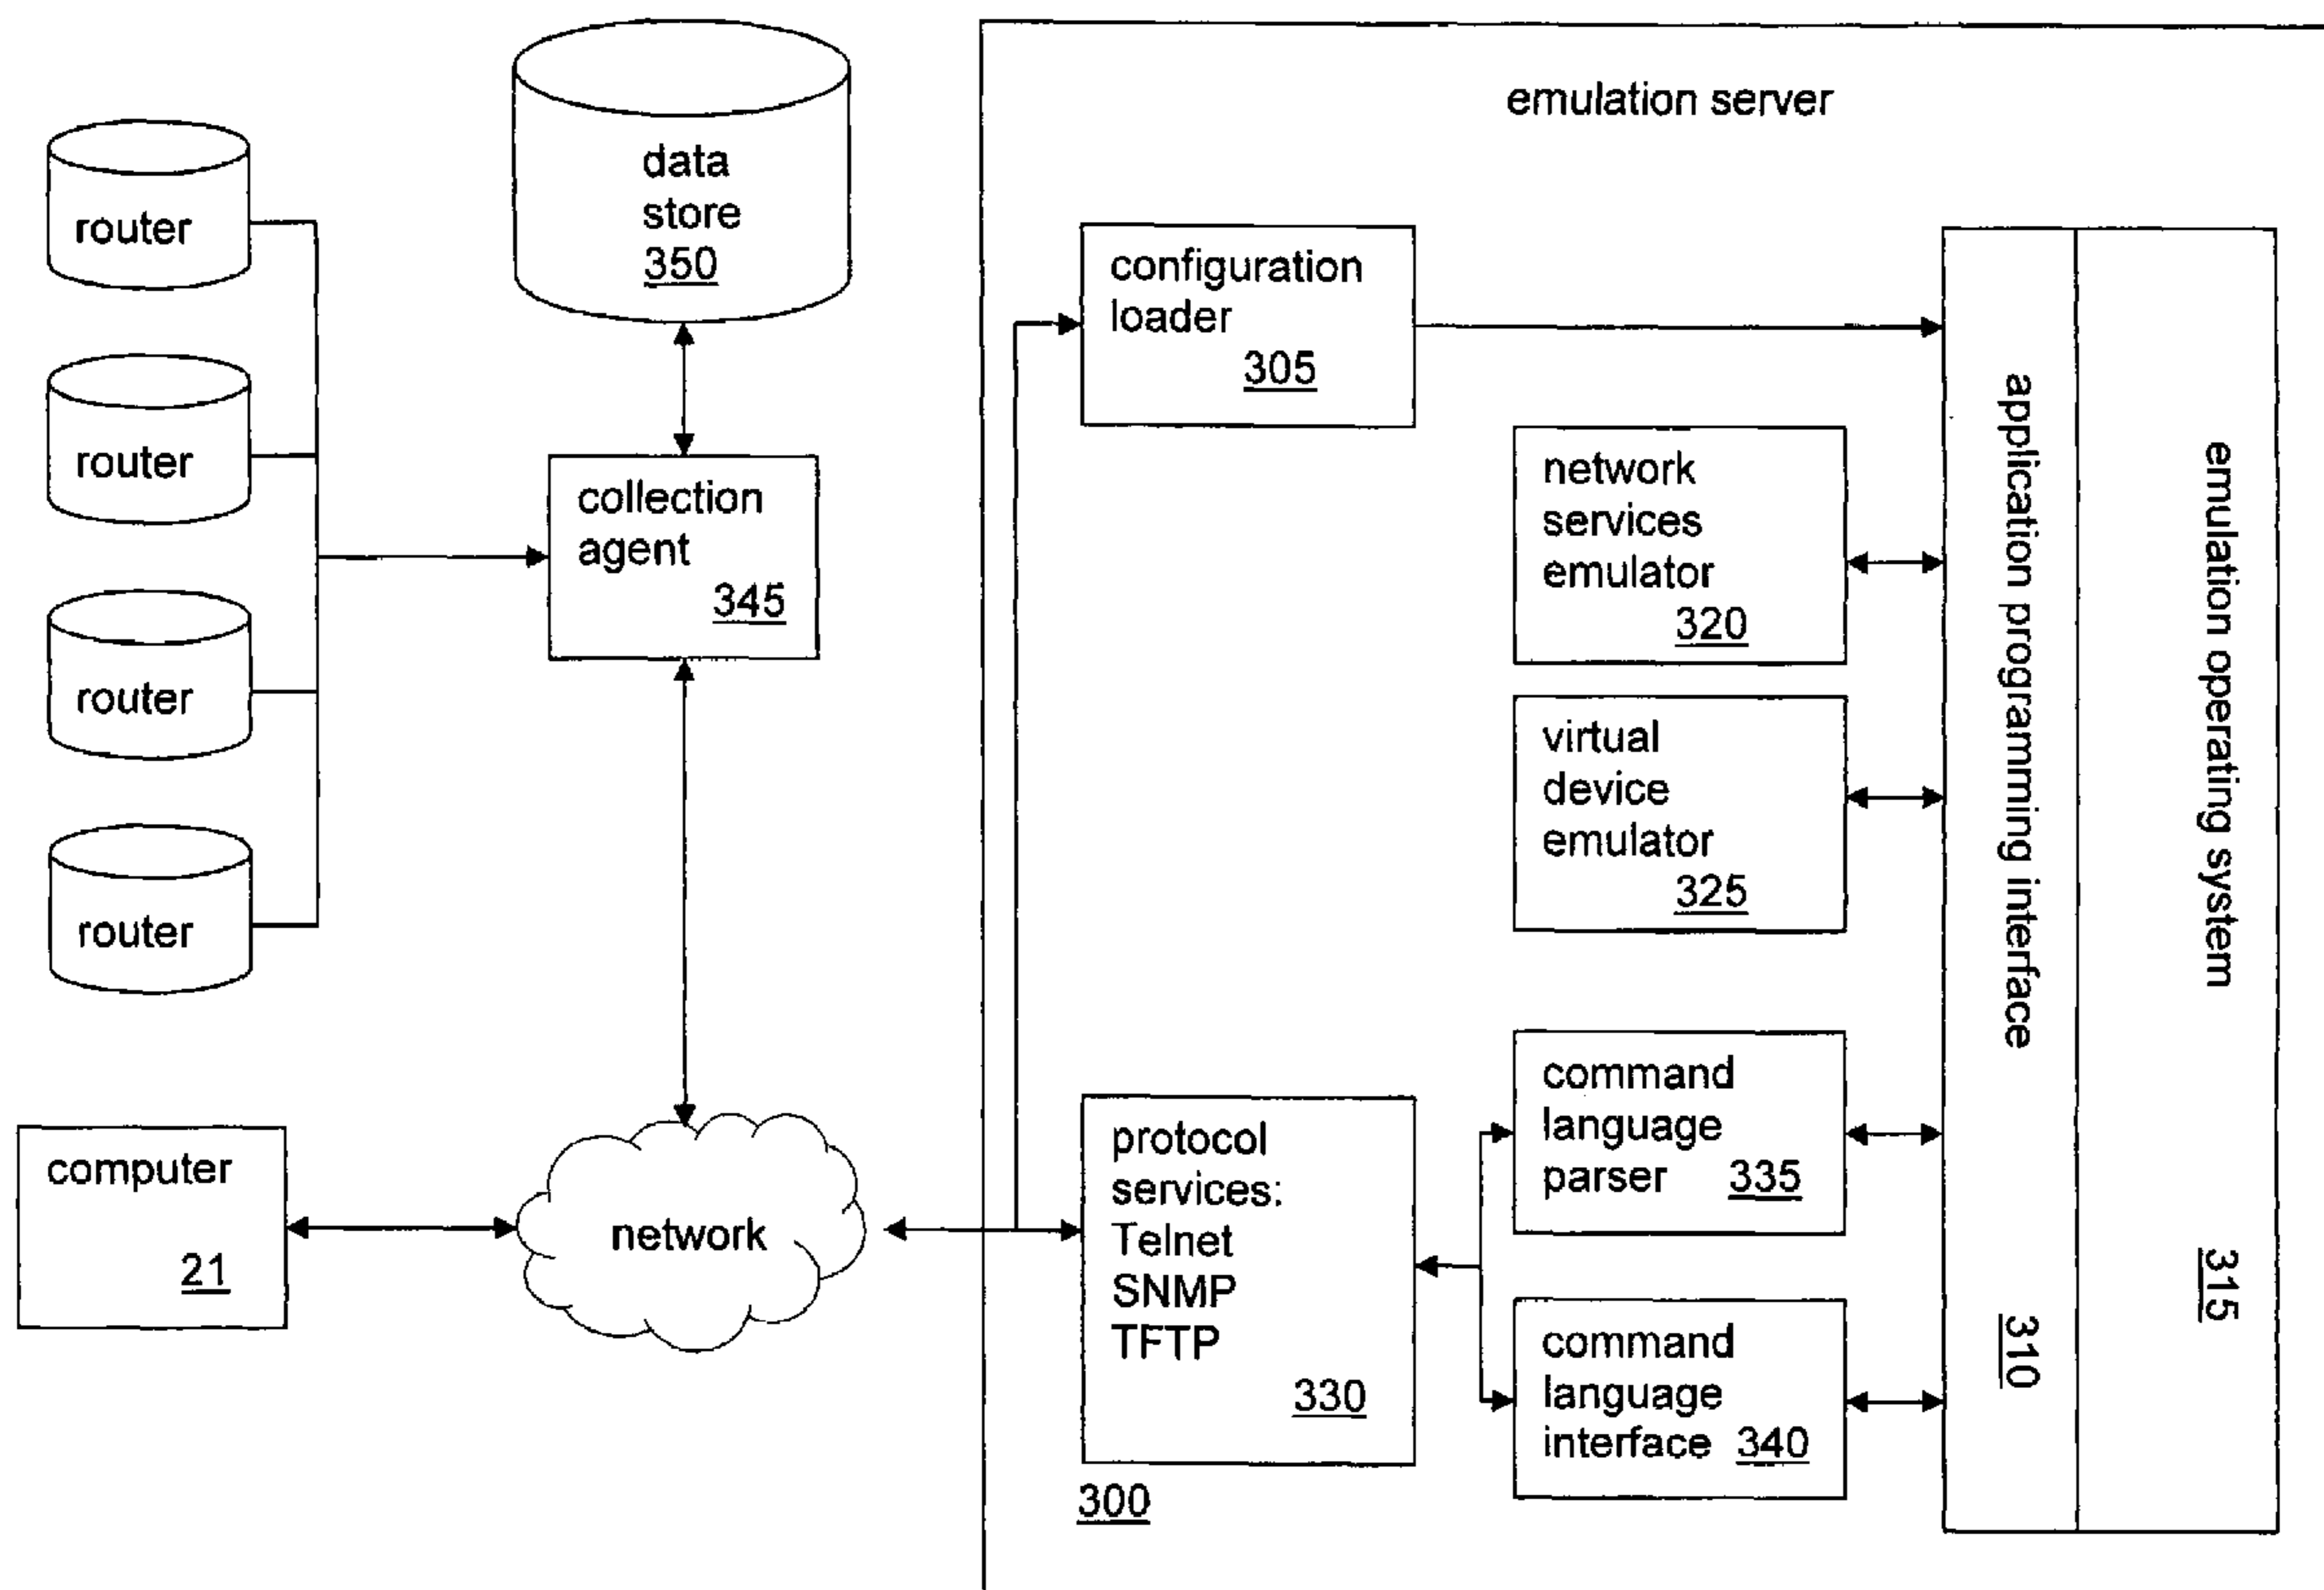 emulation server
data
store
350
router
router
router
router
collection
agent
345
computer
21
network
configuration
loader
305
network
services
emulator
320
virtual
device
emulator
325
protocol
services:
Telnet
SNMP
TFTP
330
300
command
language
parser 335
command
language
interface 340
application programming interface 310
emulation operating system 315